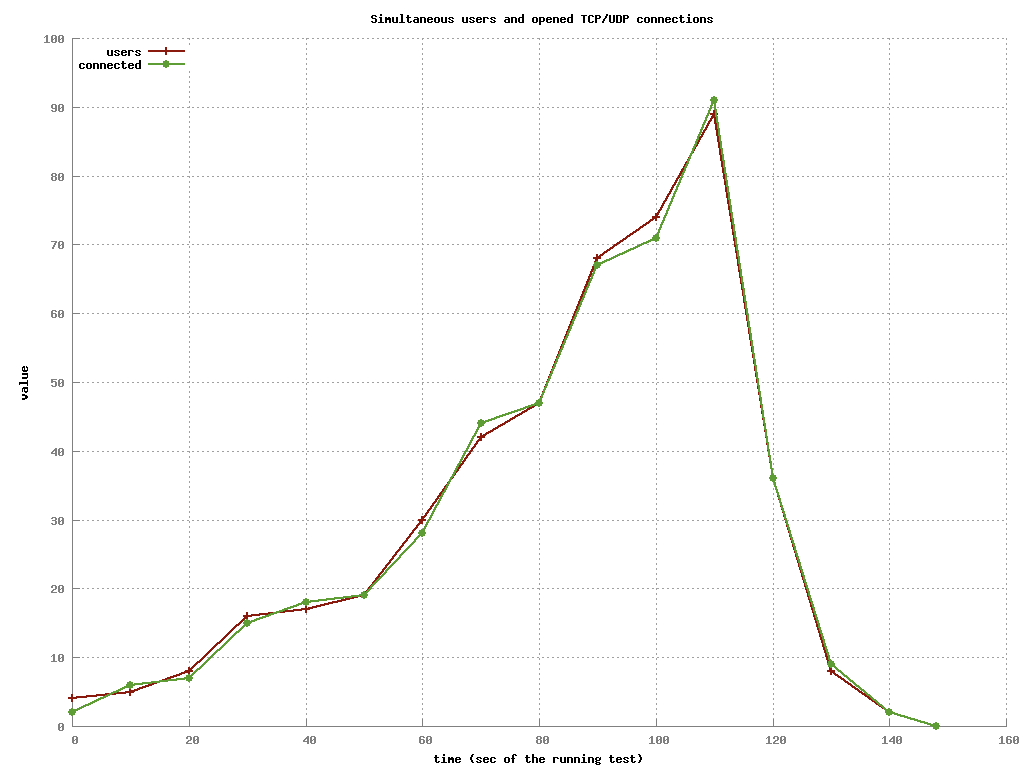 Simultaneous users and opened TCP/UDP connections
100
users
connected
90
80
70
60
50
value
40
30
20
10
0
0 20 40 60 80 100 120 140 160
time (sec of the running test)